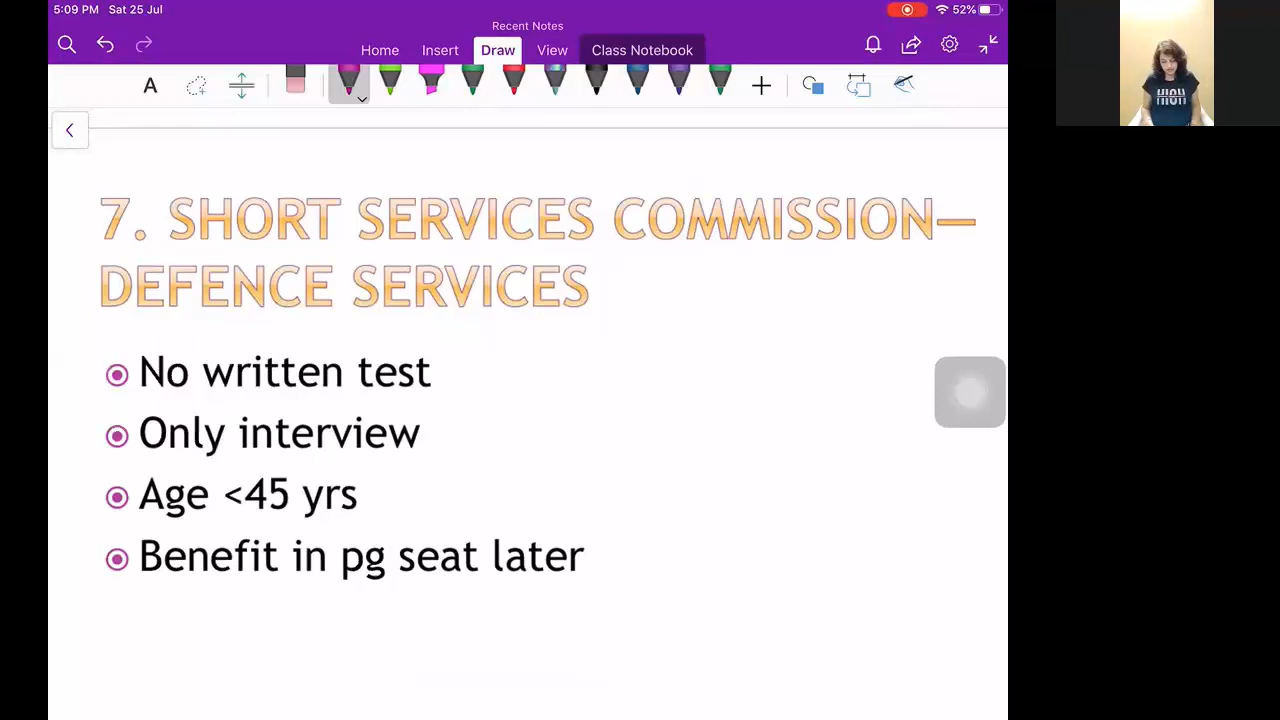 5:09 PM Sat 25 Jul
52%
Recent Notes
Home Insert Draw View Class Notebook
A
7. SHORT SERVICES COMMISSION—
DEFENCE SERVICES
No written test
Only interview
Age <45 yrs
Benefit in pg seat later
HIGH